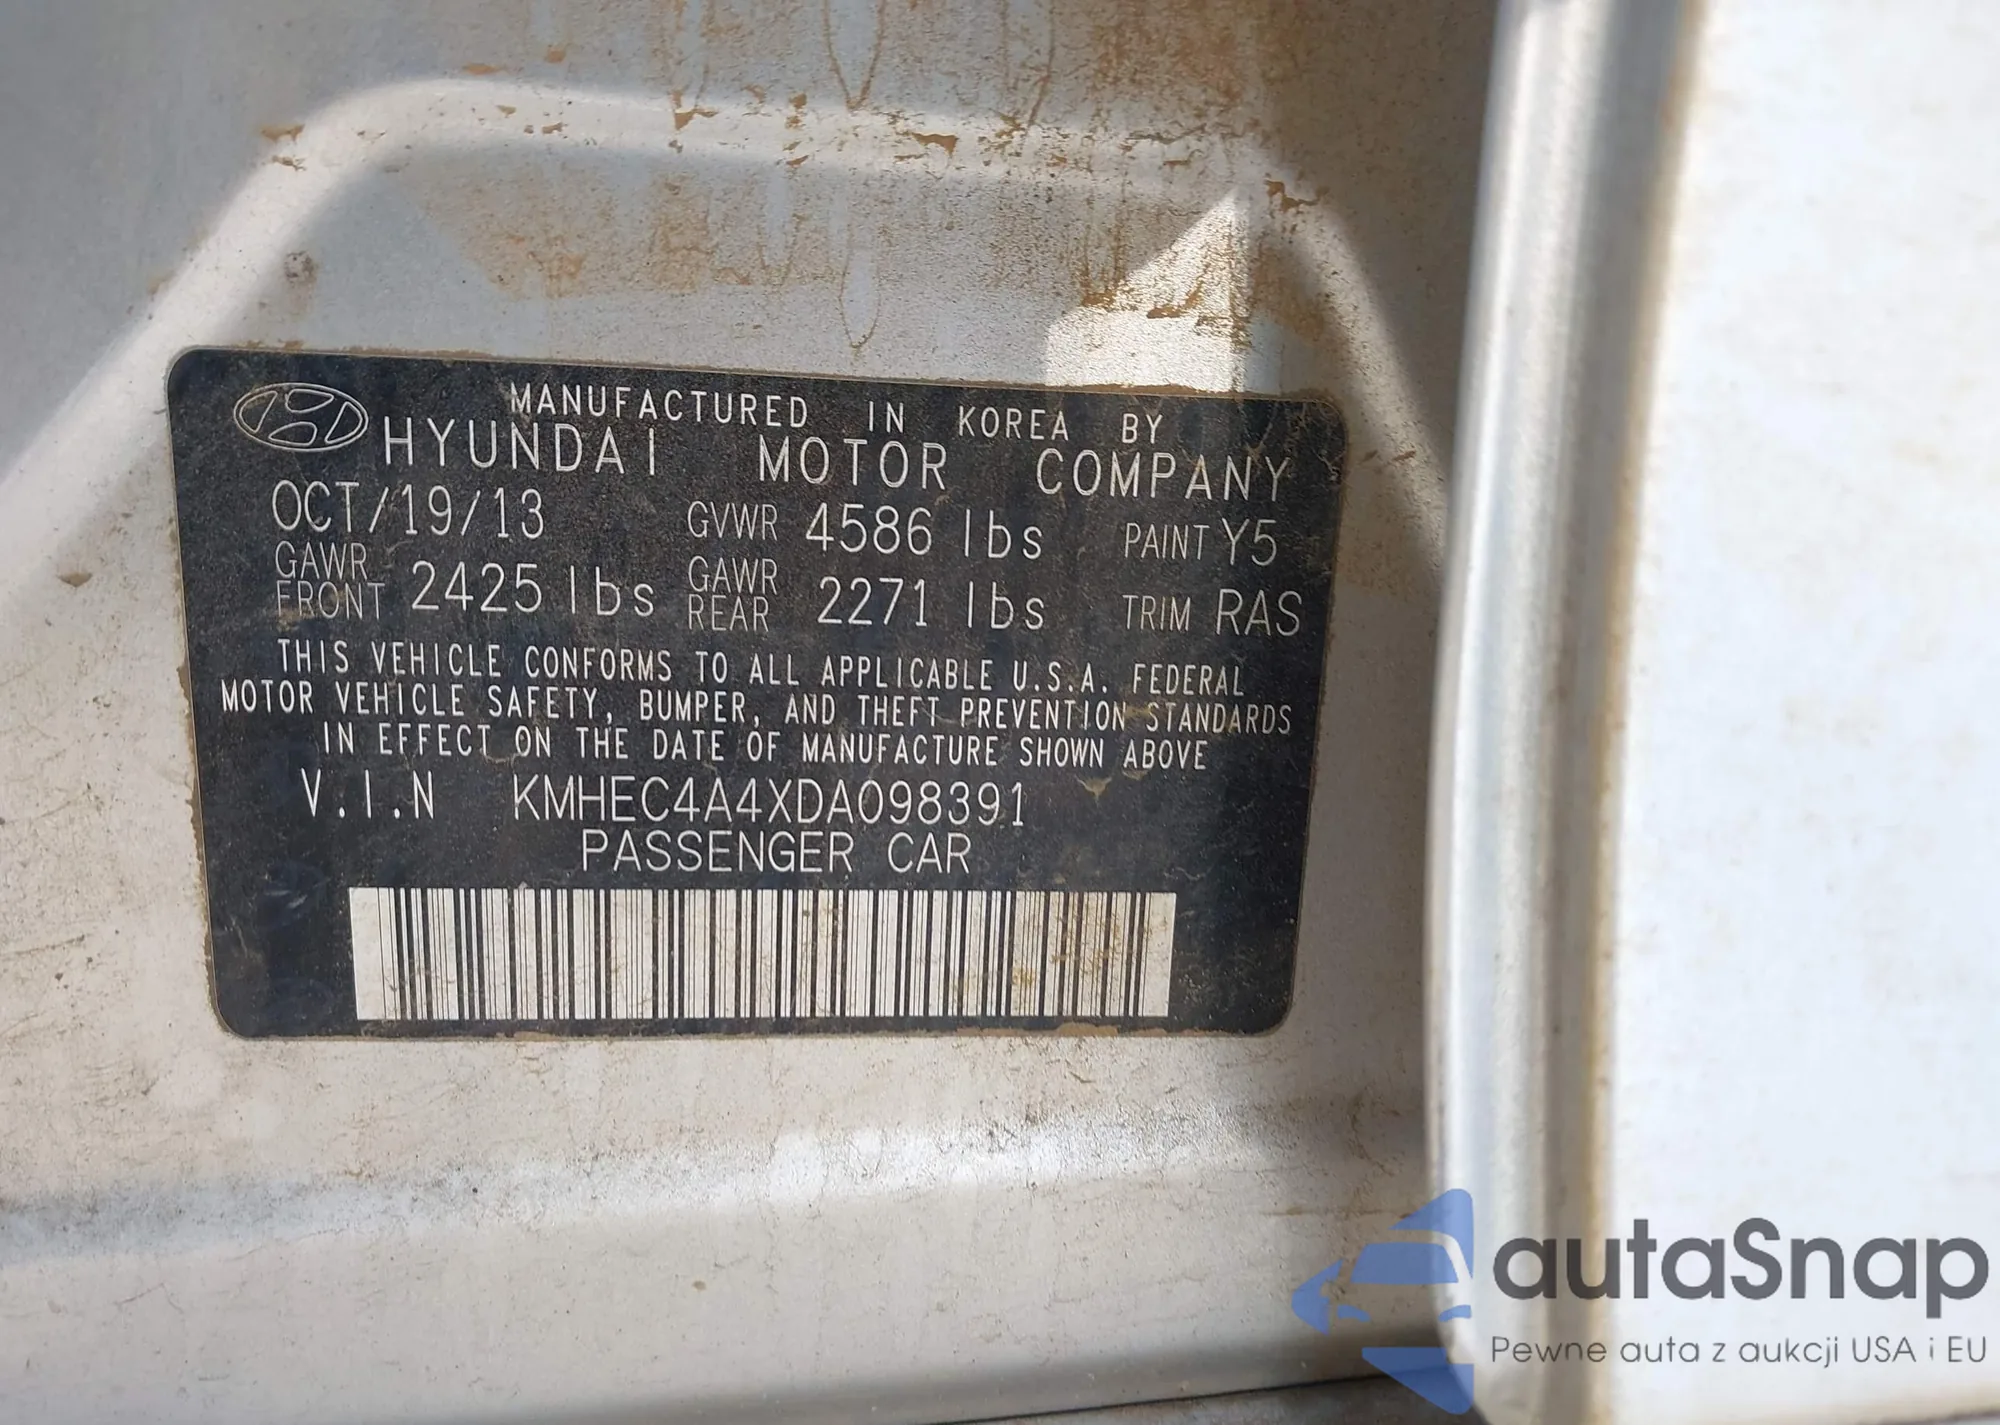 MANUFACTURED IN KOREA BY
HYUNDAI MOTOR COMPANY
OCT/19/13 GVWR 4586 lbs PAINT Y5
GAWR FRONT 2425 lbs GAWR REAR 2271 lbs TRIM RAS
THIS VEHICLE CONFORMS TO ALL APPLICABLE U.S.A. FEDERAL
MOTOR VEHICLE SAFETY, BUMPER, AND THEFT PREVENTION STANDARDS
IN EFFECT ON THE DATE OF MANUFACTURE SHOWN ABOVE
V.I.N KMHEC4A4XDA098391
PASSENGER CAR
autaSnap
Pewne auta z aukcji USA i EU